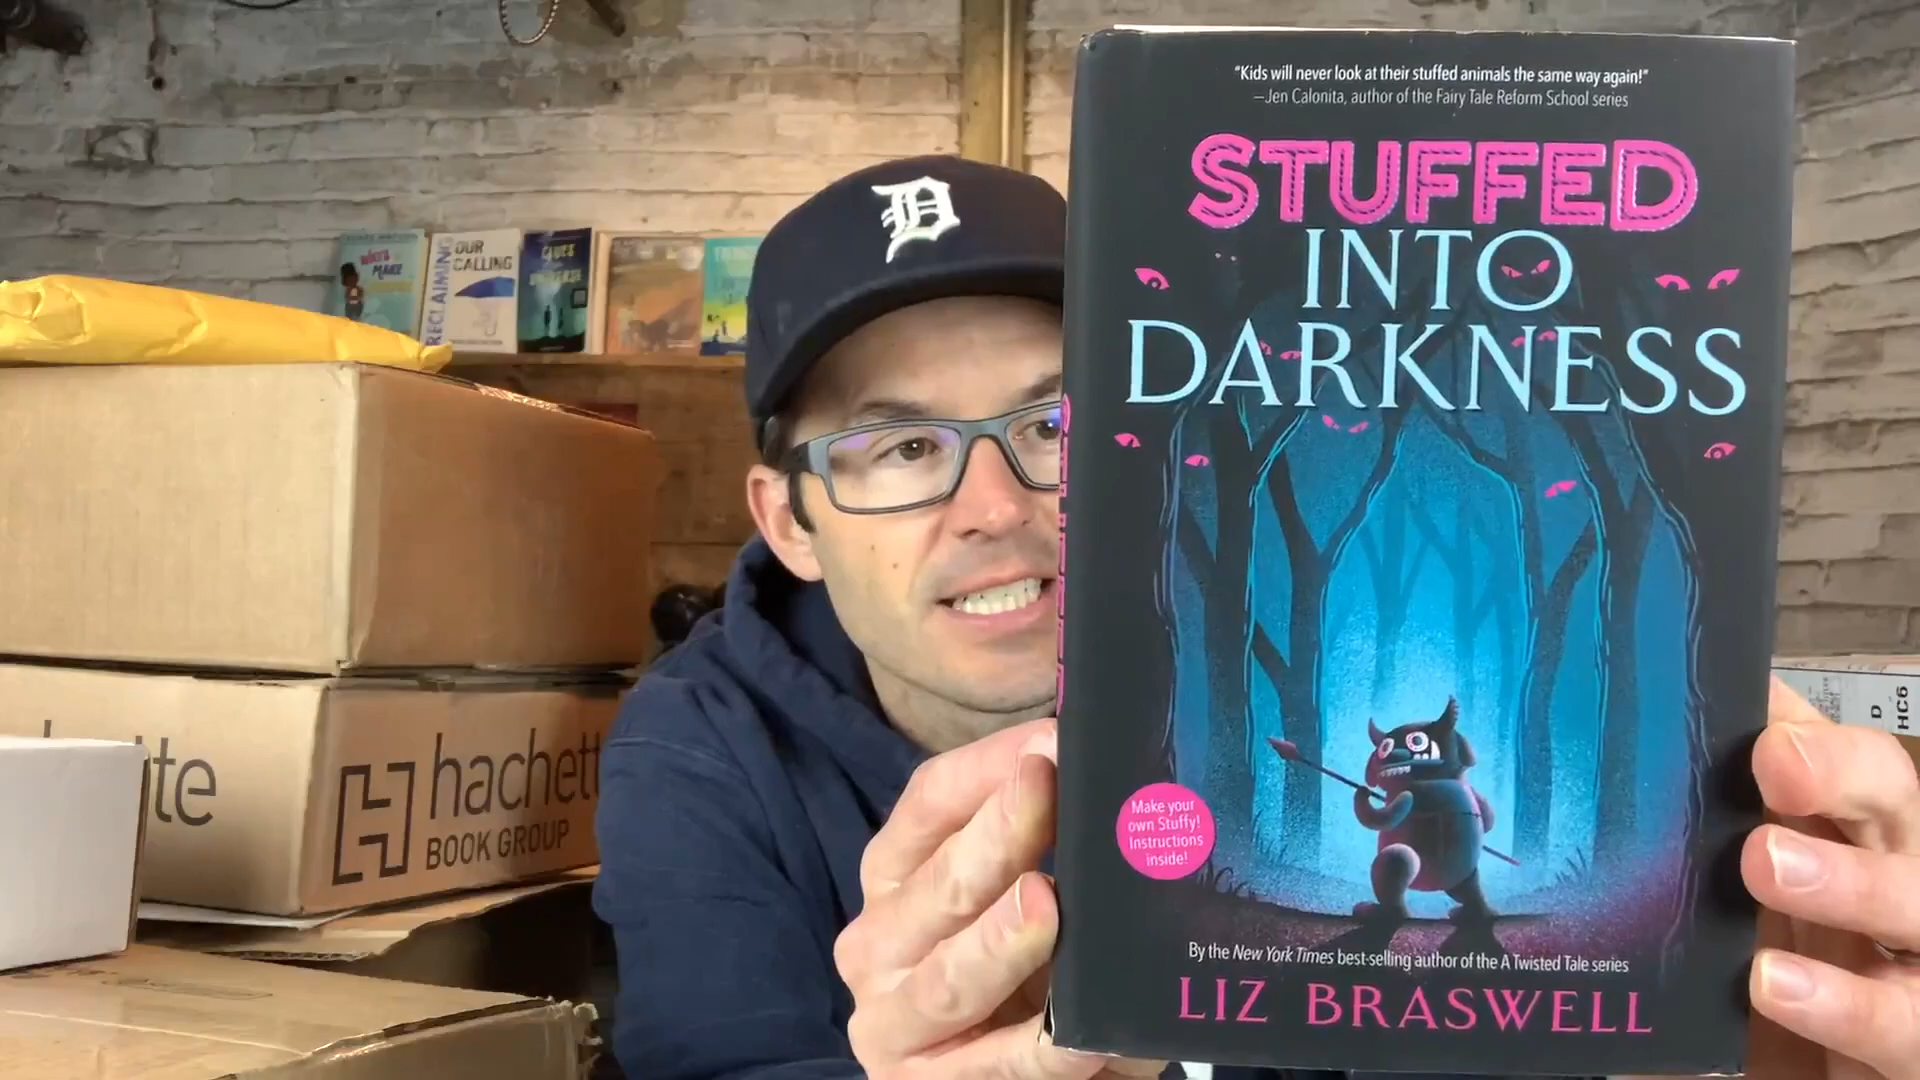 “Kids will never look at their stuffed animals the same way again!”
—Jen Calonita, author of the Fairy Tale Reform School series
STUFFED
INTO
DARKNESS
Make your
own Stuffy!
Instructions
inside!
By the New York Times best-selling author of the A Twisted Tale series
LIZ BRASWELL
D
OUR
CALLING
RECLAIMING
hachett
BOOK GROUP
tte
D
HC6